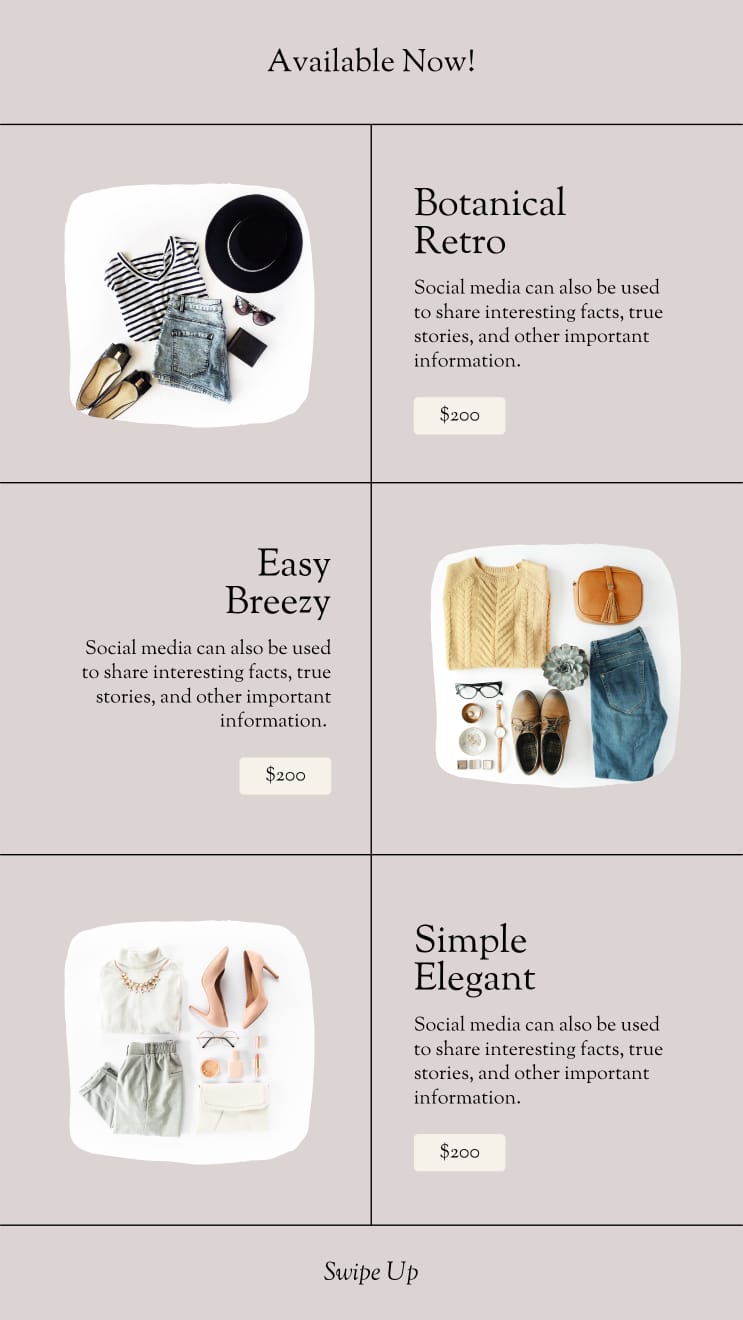 Available Now!
Botanical
Retro
Social media can also be used
to share interesting facts, true
stories, and other important
information.
$200
Easy
Breezy
Social media can also be used
to share interesting facts, true
stories, and other important
information.
$200
Simple
Elegant
Social media can also be used
to share interesting facts, true
stories, and other important
information.
$200
Swipe Up